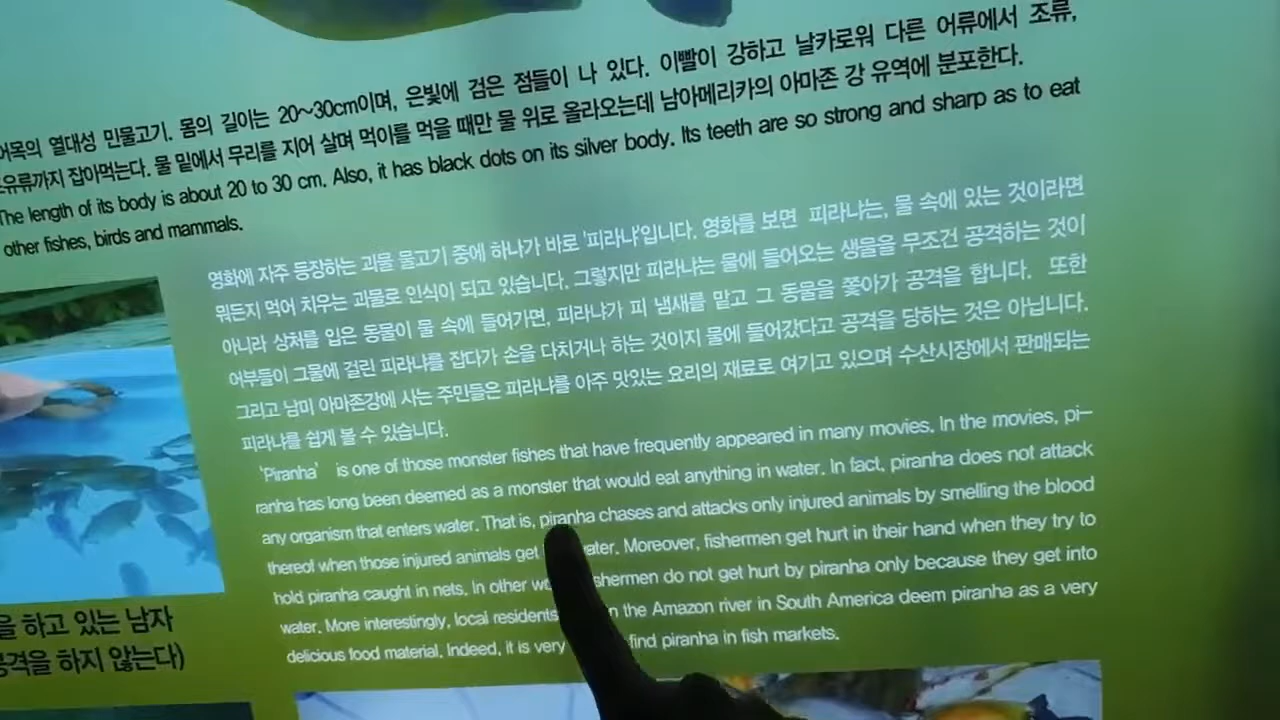 어목의 열대성 민물고기. 몸의 길이는 20~30cm이며, 은빛에 검은 점들이 나 있다. 이빨이 강하고 날카로워 다른 어류에서 조류,
유류까지 잡아먹는다. 물 밑에서 무리를 지어 살며 먹이를 먹을 때만 물 위로 올라오는데 남아메리카의 아마존 강 유역에 분포한다.
The length of its body is about 20 to 30 cm. Also, it has black dots on its silver body. Its teeth are so strong and sharp as to eat
other fishes, birds and mammals.
영화에 자주 등장하는 괴물 물고기 중에 하나가 바로 '피라냐'입니다. 영화를 보면 피라냐는, 물 속에 있는 것이라면
뭐든지 먹어 치우는 괴물로 인식이 되고 있습니다. 그렇지만 피라냐는 물에 들어오는 생물을 무조건 공격하는 것이
아니라 상처를 입은 동물이 물 속에 들어가면, 피라냐가 피 냄새를 맡고 그 동물을 쫓아가 공격을 합니다. 또한
어부들이 그물에 걸린 피라냐를 잡다가 손을 다치거나 하는 것이지 물에 들어갔다고 공격을 당하는 것은 아닙니다.
그리고 남미 아마존강에 사는 주민들은 피라냐를 아주 맛있는 요리의 재료로 여기고 있으며 수산시장에서 판매되는
피라냐를 쉽게 볼 수 있습니다.
'Piranha' is one of those monster fishes that have frequently appeared in many movies. In the movies, pi-
ranha has long been deemed as a monster that would eat anything in water. In fact, piranha does not attack
any organism that enters water. That is, piranha chases and attacks only injured animals by smelling the blood
thereof when those injured animals get ater. Moreover, fishermen get hurt in their hand when they try to
hold piranha caught in nets. In other wo shermen do not get hurt by piranha only because they get into
water. More interestingly, local residents n the Amazon river in South America deem piranha as a very
delicious food material. Indeed, it is very find piranha in fish markets.
을 하고 있는 남자
공격을 하지 않는다)